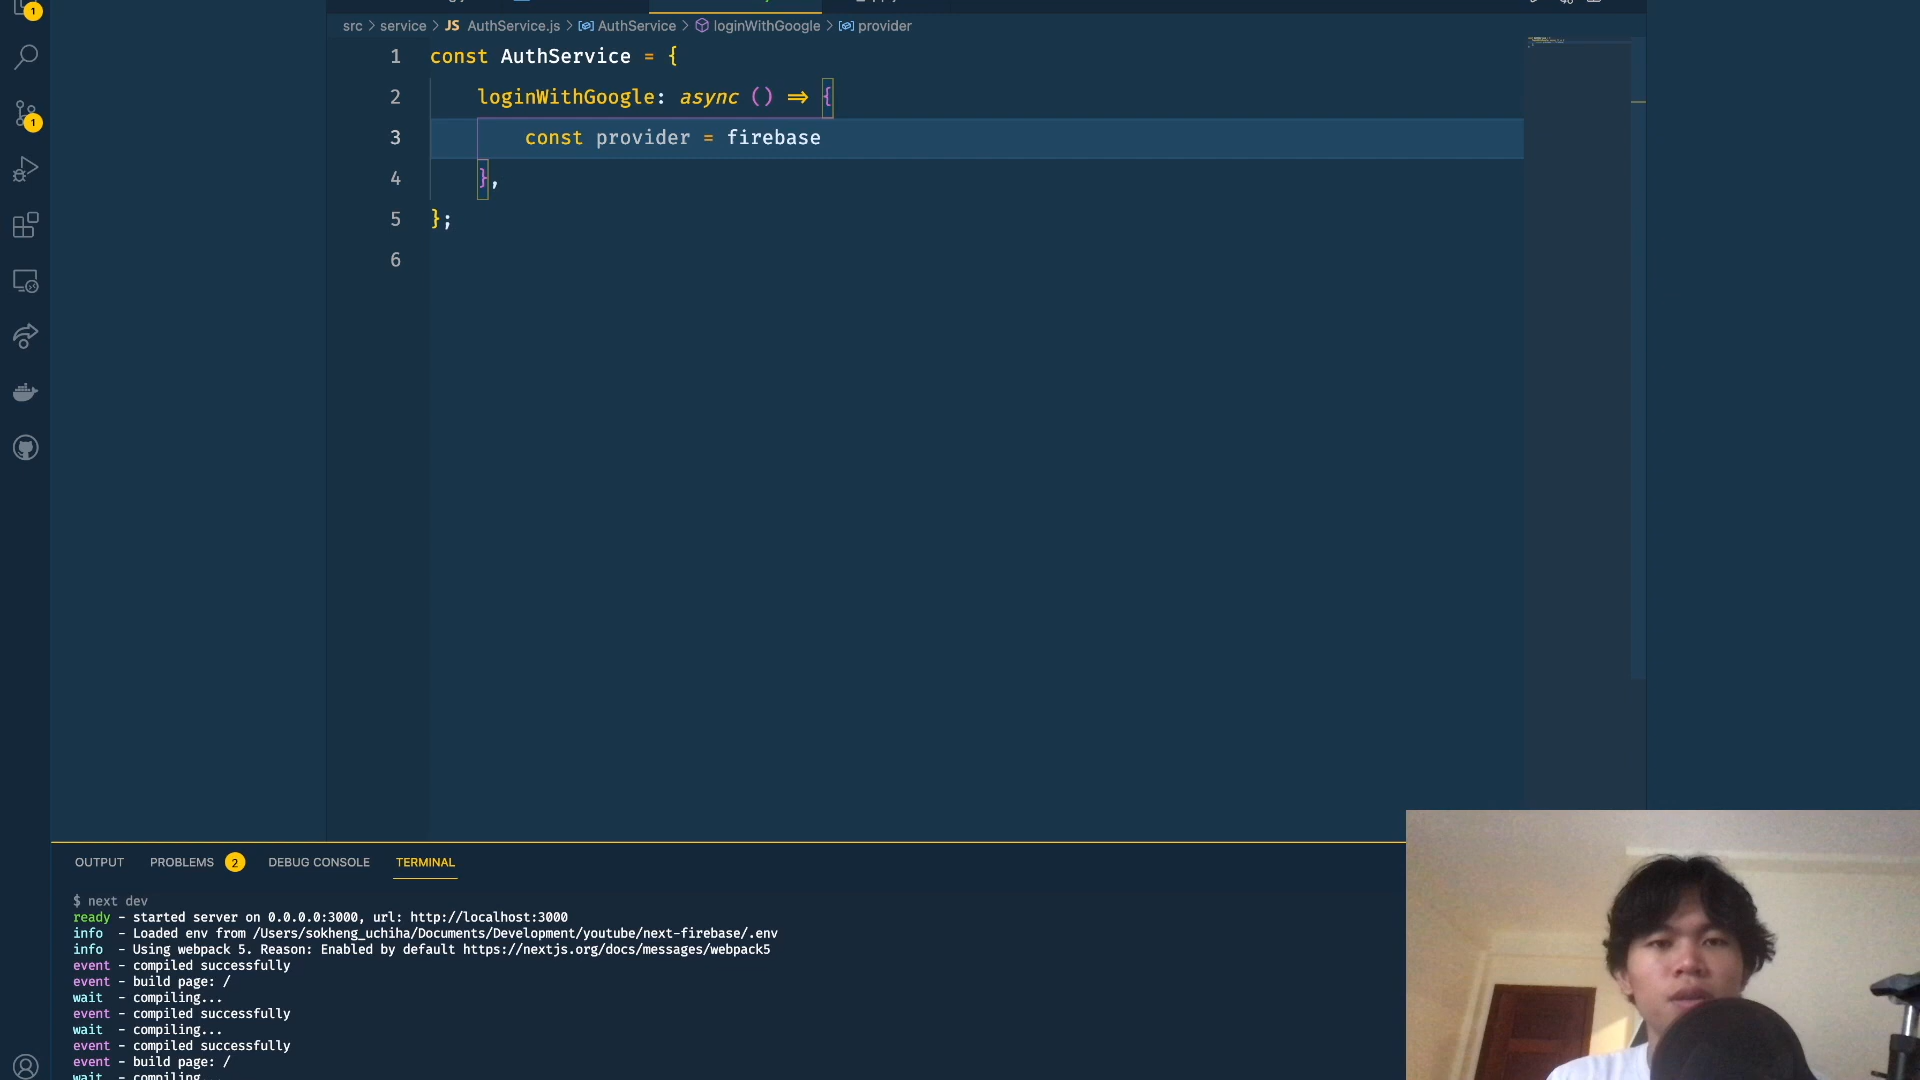 1
src > service > JS AuthService.js > AuthService > loginWithGoogle > provider
1 const AuthService = {
2 loginWithGoogle: async () => {
1
3 const provider = firebase
4 },
5 };
6
OUTPUT PROBLEMS 2 DEBUG CONSOLE TERMINAL
$ next dev
ready - started server on 0.0.0.0:3000, url: http://localhost:3000
info - Loaded env from /Users/sokheng_uchiha/Documents/Development/youtube/next-firebase/.env
info - Using webpack 5. Reason: Enabled by default https://nextjs.org/docs/messages/webpack5
event - compiled successfully
event - build page: /
wait - compiling...
event - compiled successfully
wait - compiling...
event - compiled successfully
event - build page: /
wait - compiling...